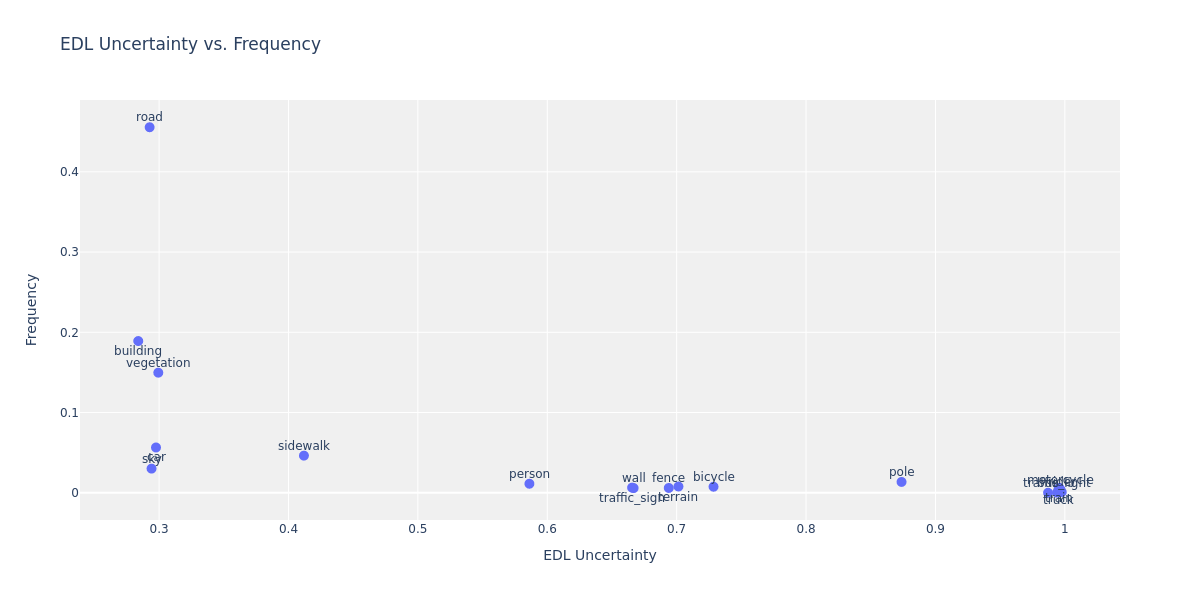 EDL Uncertainty vs. Frequency
road
0.4
0.3
Frequency
0.2
building
vegetation
0.1
sidewalk
car
sky
person
wall
fence
bicycle
pole
motorcycle
0
traffic_sign
terrain
truck
0.3
0.4
0.5
0.6
0.7
0.8
0.9
1
EDL Uncertainty